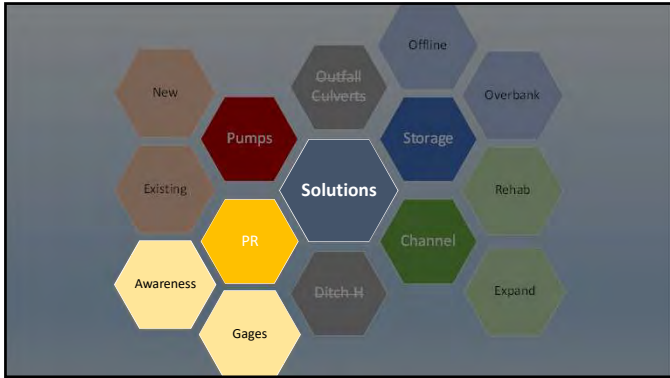 Offline
New
Outfall
Culverts
Overbank
Pumps
Storage
Existing
Solutions
Rehab
PR
Channel
Awareness
Ditch H
Expand
Gages